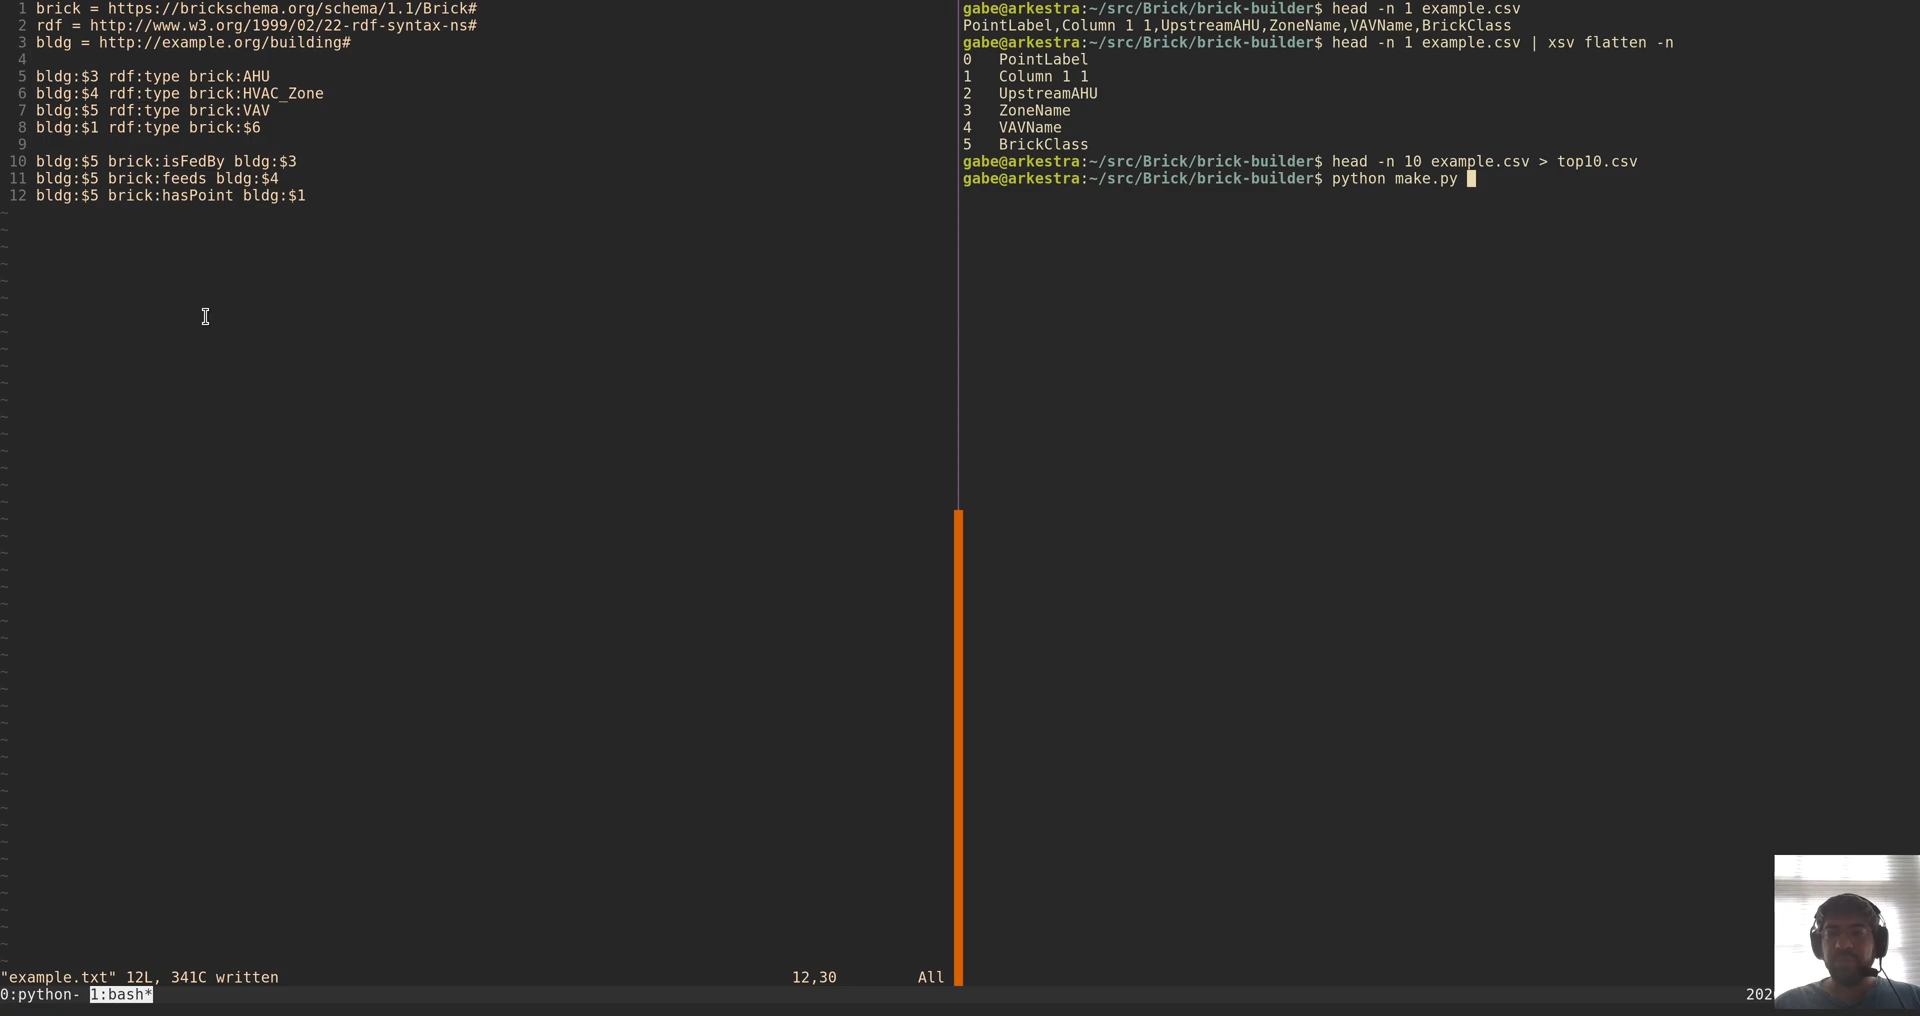 1 brick = https://brickschema.org/schema/1.1/Brick#
2 rdf = http://www.w3.org/1999/02/22-rdf-syntax-ns#
3 bldg = http://example.org/building#
4
5 bldg:$3 rdf:type brick:AHU
6 bldg:$4 rdf:type brick:HVAC_Zone
7 bldg:$5 rdf:type brick:VAV
8 bldg:$1 rdf:type brick:$6
9
10 bldg:$5 brick:isFedBy bldg:$3
11 bldg:$5 brick:feeds bldg:$4
12 bldg:$5 brick:hasPoint bldg:$1
"example.txt" 12L, 341C written 12,30 All
gabe@arkestra:~/src/Brick/brick-builder$ head -n 1 example.csv
PointLabel,Column 1 1,UpstreamAHU,ZoneName,VAVName,BrickClass
gabe@arkestra:~/src/Brick/brick-builder$ head -n 1 example.csv | xsv flatten -n
0 PointLabel
1 Column 1 1
2 UpstreamAHU
3 ZoneName
4 VAVName
5 BrickClass
gabe@arkestra:~/src/Brick/brick-builder$ head -n 10 example.csv > top10.csv
gabe@arkestra:~/src/Brick/brick-builder$ python make.py
0:python- 1:bash* 202